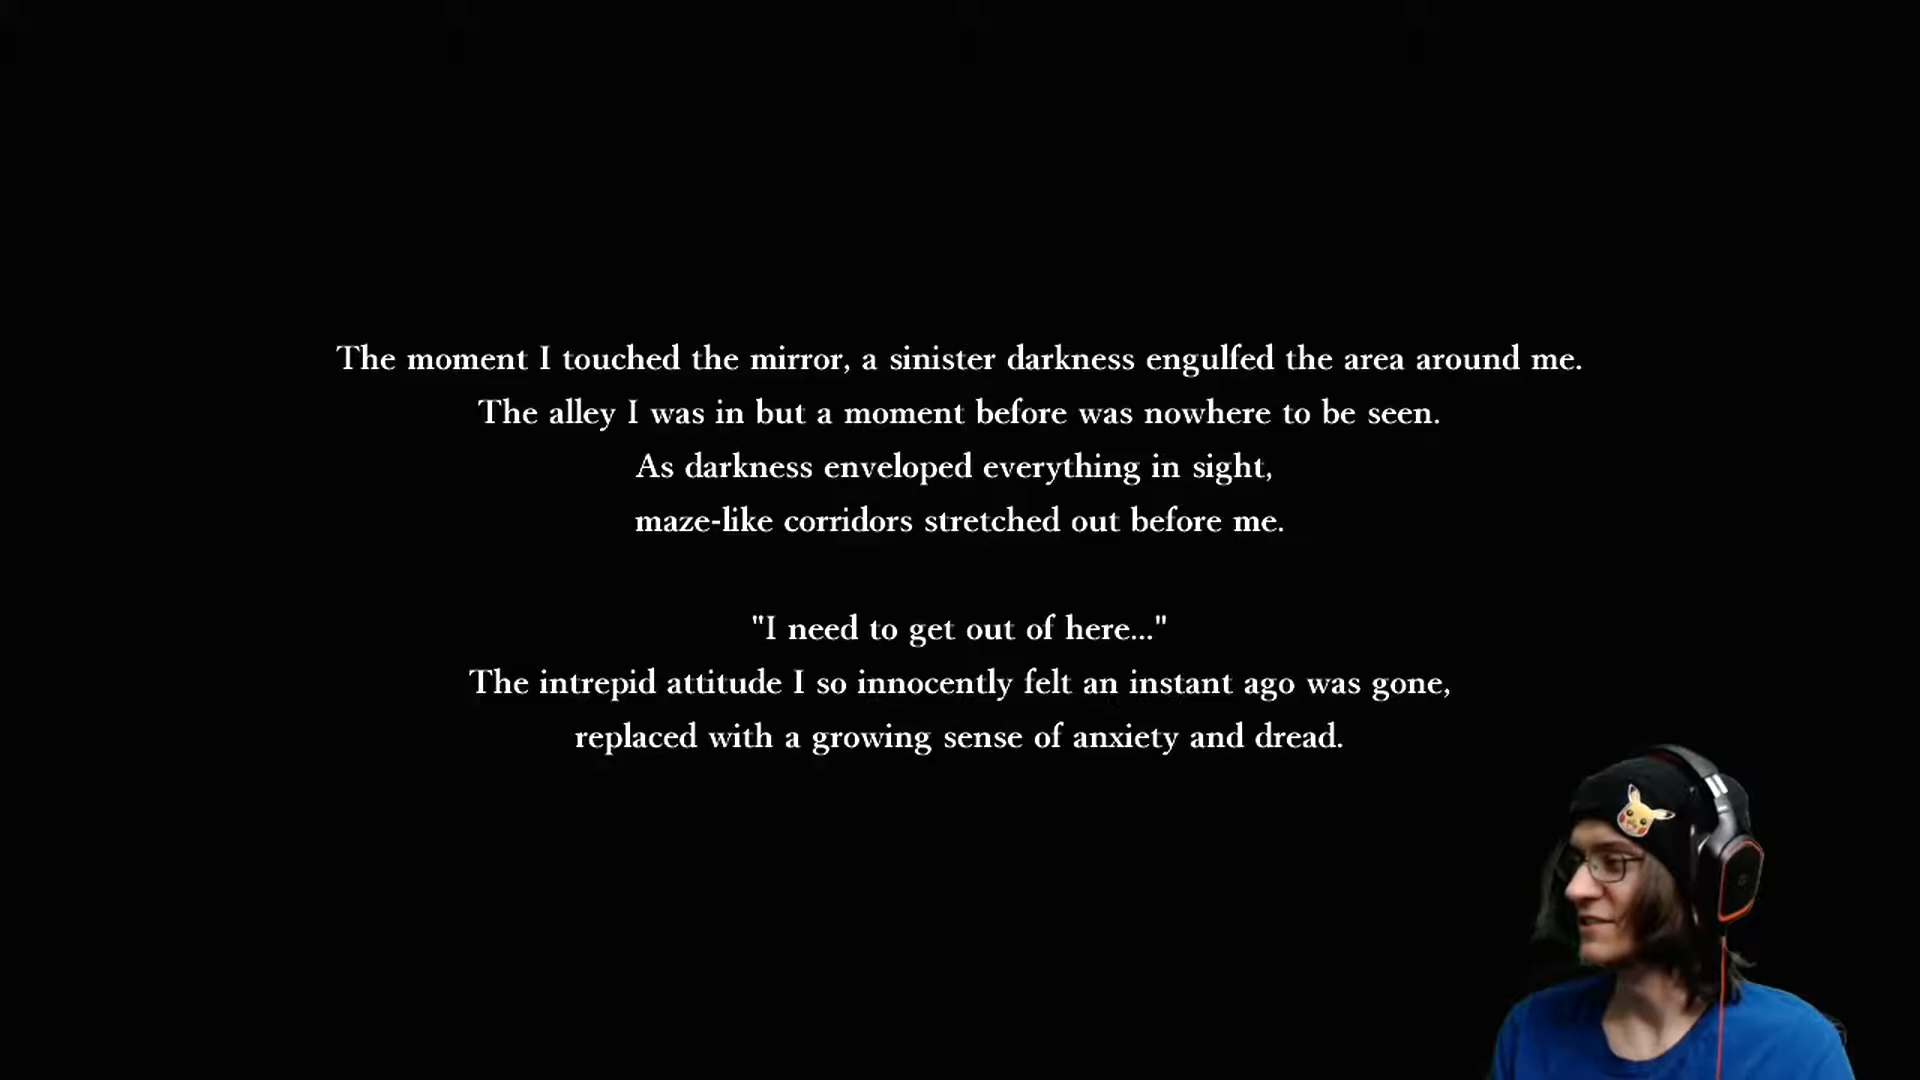 The moment I touched the mirror, a sinister darkness engulfed the area around me.
The alley I was in but a moment before was nowhere to be seen.
As darkness enveloped everything in sight,
maze-like corridors stretched out before me.
"I need to get out of here..."
The intrepid attitude I so innocently felt an instant ago was gone,
replaced with a growing sense of anxiety and dread.